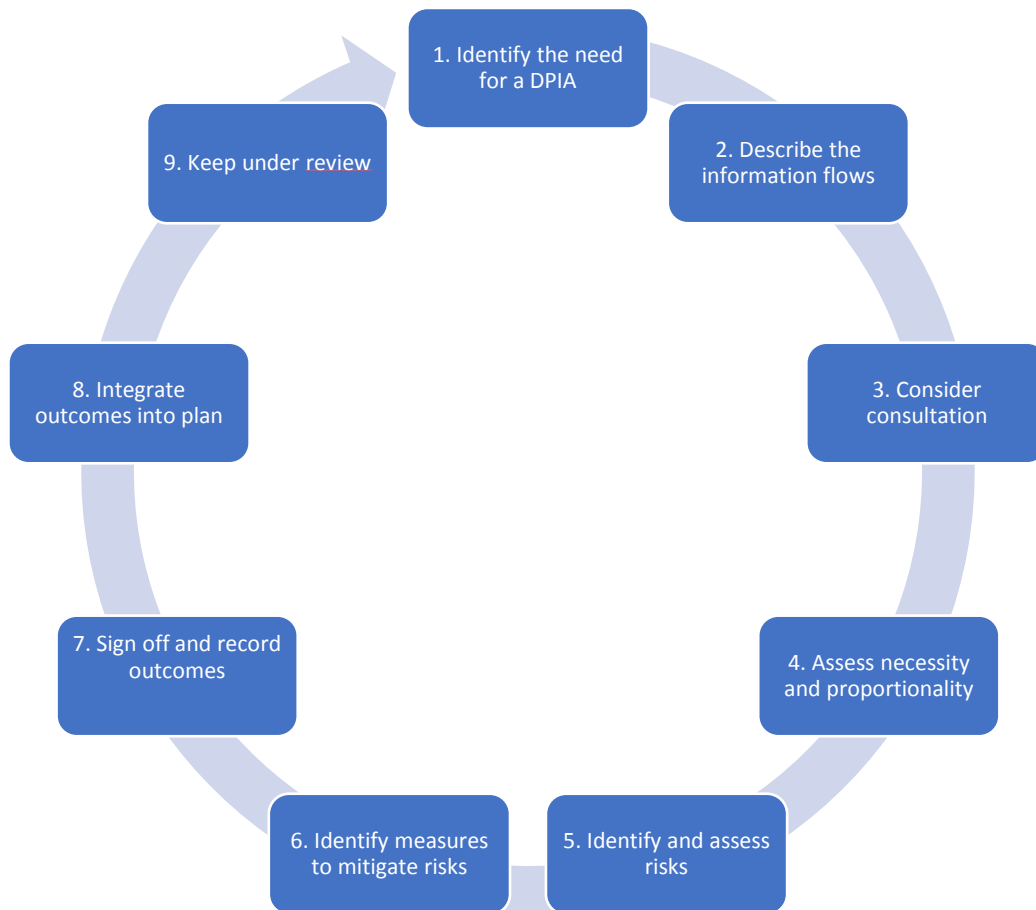 1. Identify the need
for a DPIA
2. Describe the
information flows
3. Consider
consultation
4. Assess necessity
and proportionality
5. Identify and assess
risks
6. Identify measures
to mitigate risks
7. Sign off and record
outcomes
8. Integrate
outcomes into plan
9. Keep under review